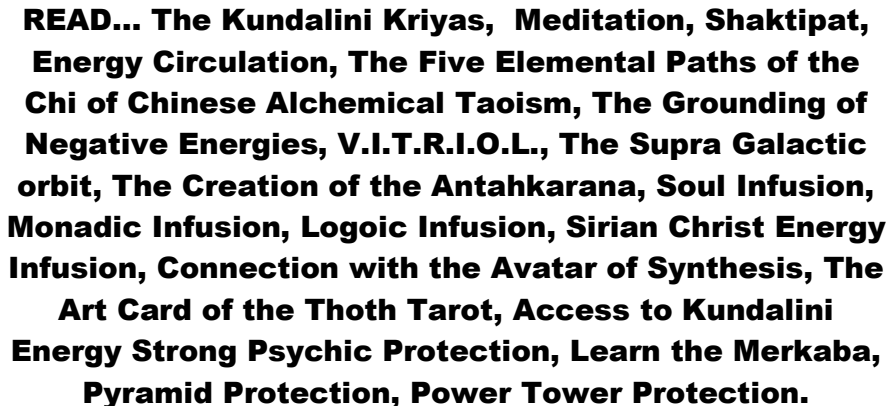 READ... The Kundalini Kriyas,  Meditation, Shaktipat,
Energy Circulation, The Five Elemental Paths of the
Chi of Chinese Alchemical Taoism, The Grounding of
Negative Energies, V.I.T.R.I.O.L., The Supra Galactic
orbit, The Creation of the Antahkarana, Soul Infusion,
Monadic Infusion, Logoic Infusion, Sirian Christ Energy
Infusion, Connection with the Avatar of Synthesis, The
Art Card of the Thoth Tarot, Access to Kundalini
Energy Strong Psychic Protection, Learn the Merkaba,
Pyramid Protection, Power Tower Protection.